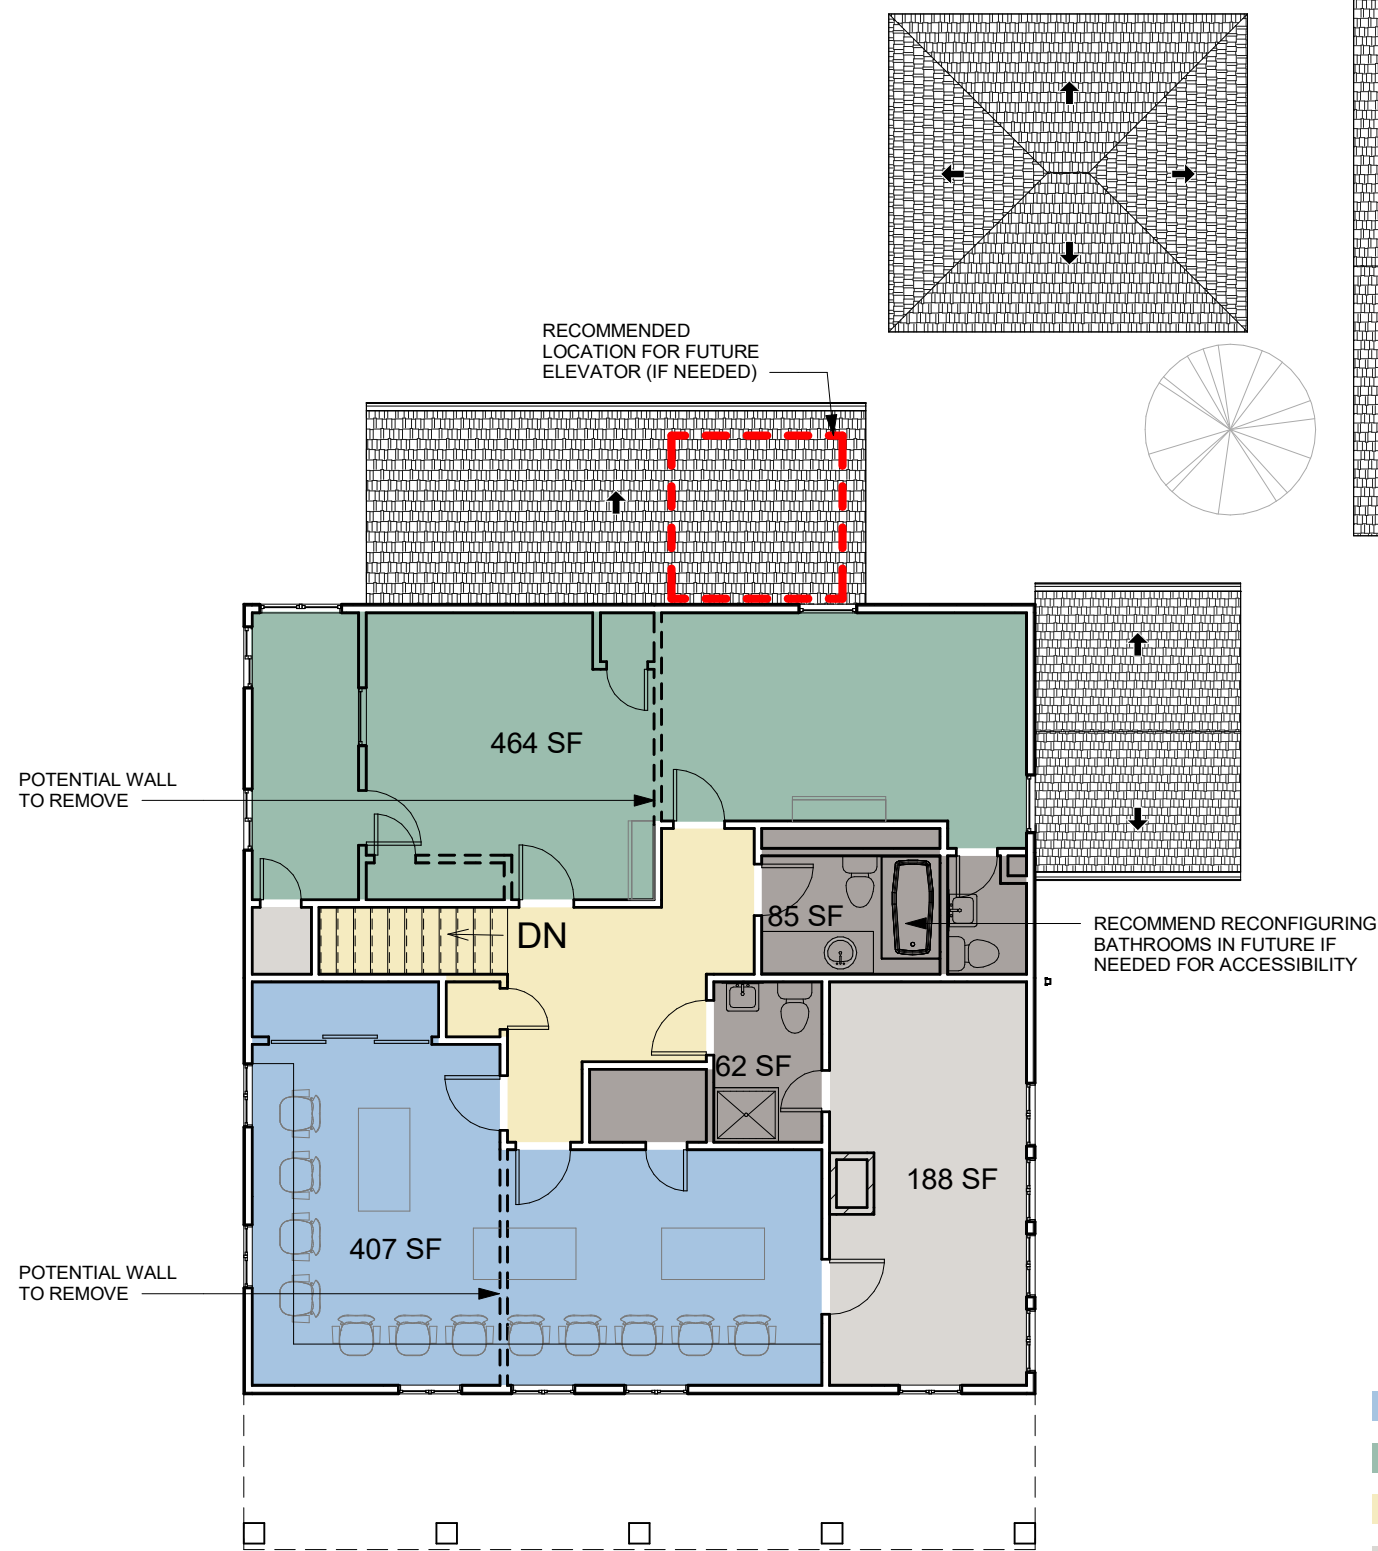 RECOMMENDED
LOCATION FOR FUTURE
ELEVATOR (IF NEEDED)
464 SF
POTENTIAL WALL
TO REMOVE
DN
85 SF
RECOMMEND RECONFIGURING
BATHROOMS IN FUTURE IF
NEEDED FOR ACCESSIBILITY
62 SF
188 SF
407 SF
POTENTIAL WALL
TO REMOVE